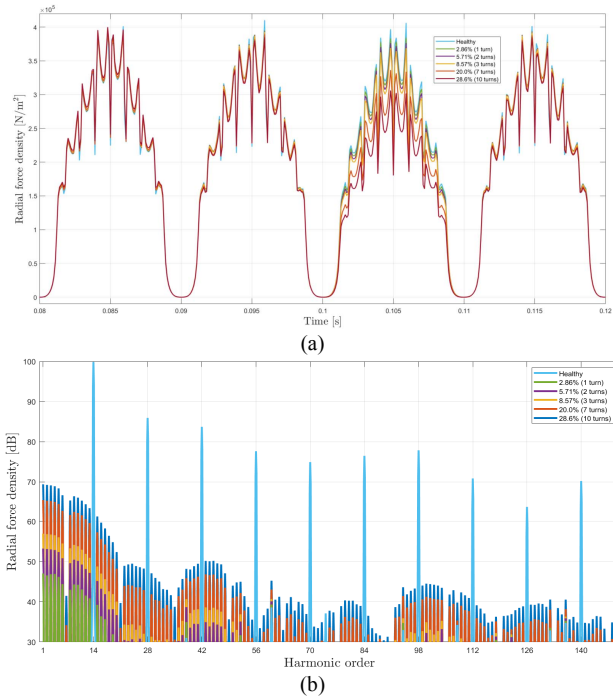 ×10⁵
4
3.5
3
2.5
2
1.5
1
0.5
0
Radial force density [N/m²]
Healthy
2.86% (1 turn)
5.71% (2 turns)
8.57% (3 turns)
20.0% (7 turns)
28.6% (10 turns)
0.08 0.085 0.09 0.095 0.1 0.105 0.11 0.115 0.12
Time [s]
(a)
100
90
80
70
60
50
40
30
Radial force density [dB]
Healthy
2.86% (1 turn)
5.71% (2 turns)
8.57% (3 turns)
20.0% (7 turns)
28.6% (10 turns)
1 14 28 42 56 70 84 98 112 126 140
Harmonic order
(b)